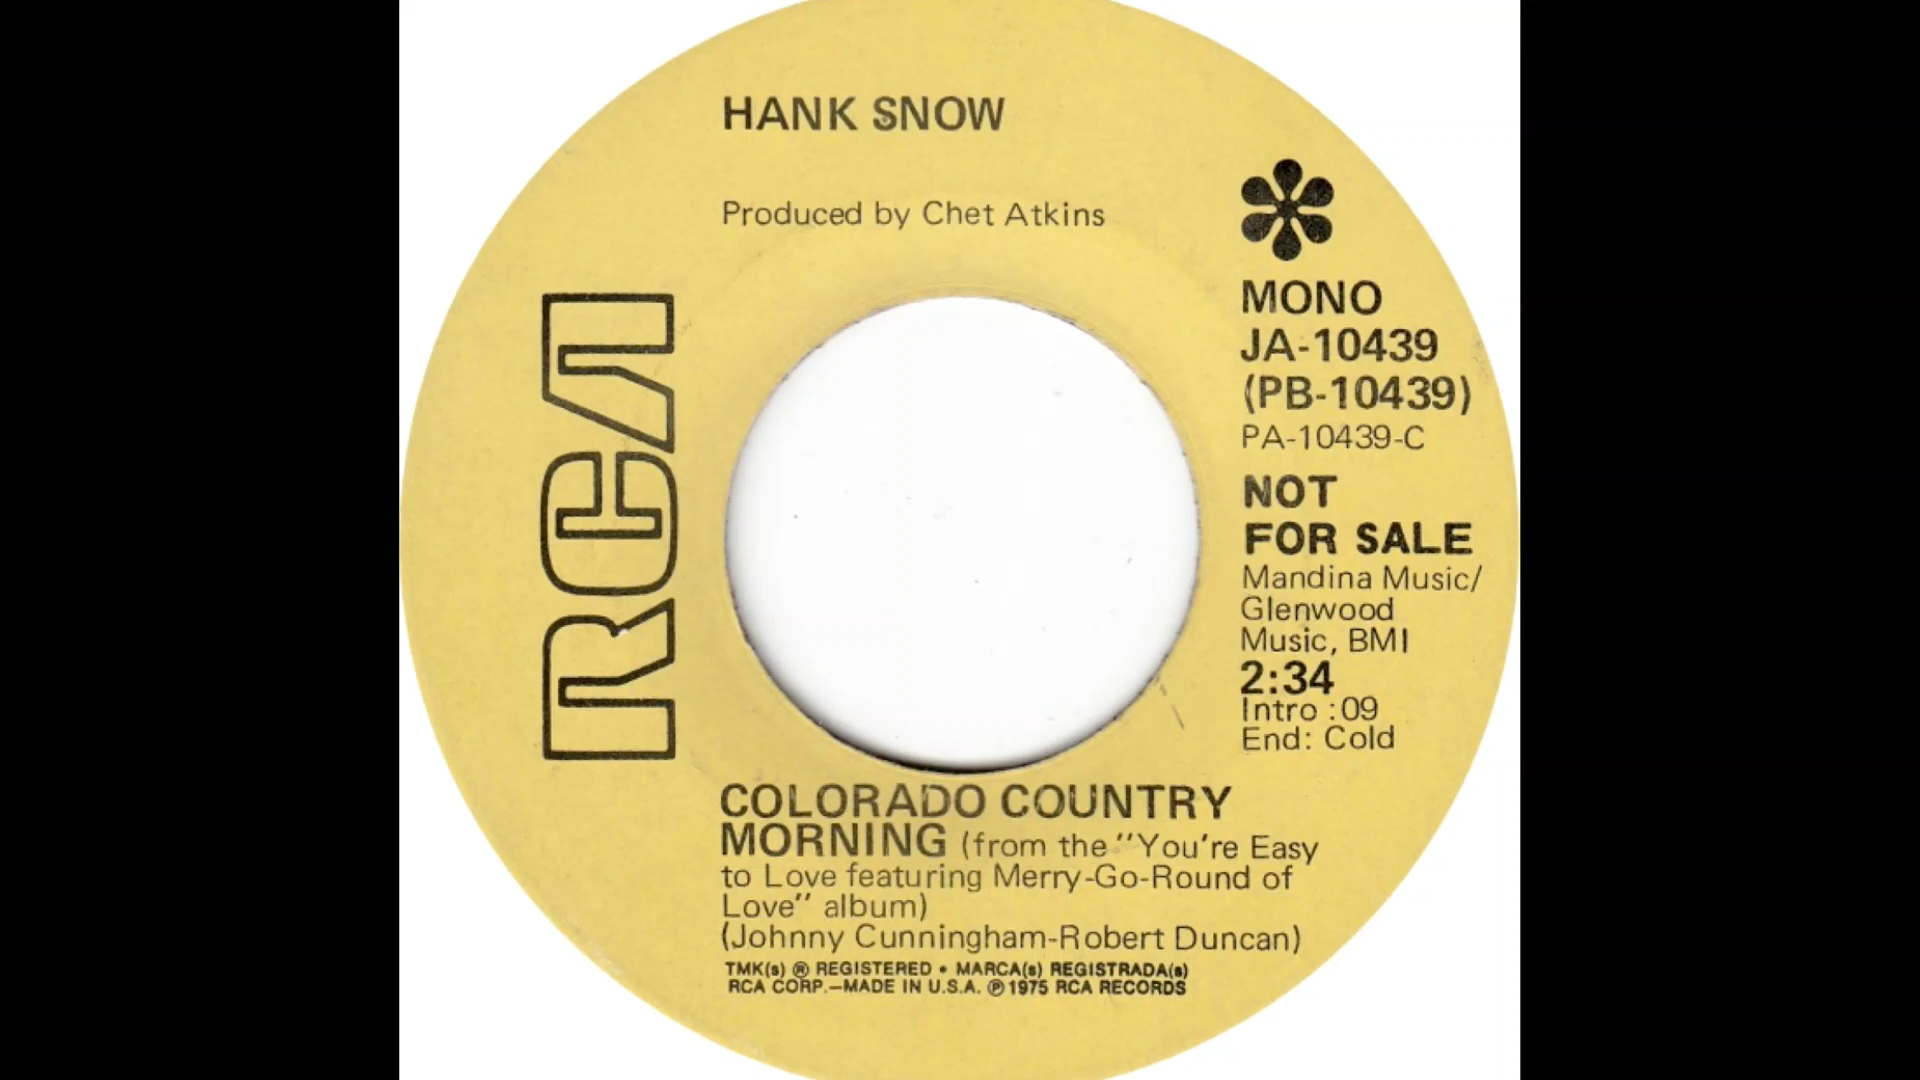 HANK SNOW
Produced by Chet Atkins
RCA
MONO
JA-10439
(PB-10439)
PA-10439-C
NOT
FOR SALE
Mandina Music/
Glenwood
Music, BMI
2:34
Intro :09
End: Cold
COLORADO COUNTRY
MORNING (from the "You're Easy
to Love featuring Merry-Go-Round of
Love" album)
(Johnny Cunningham-Robert Duncan)
TMK(s) ® REGISTERED • MARCA(s) REGISTRADA(s)
RCA CORP.—MADE IN U.S.A. ℗ 1975 RCA RECORDS